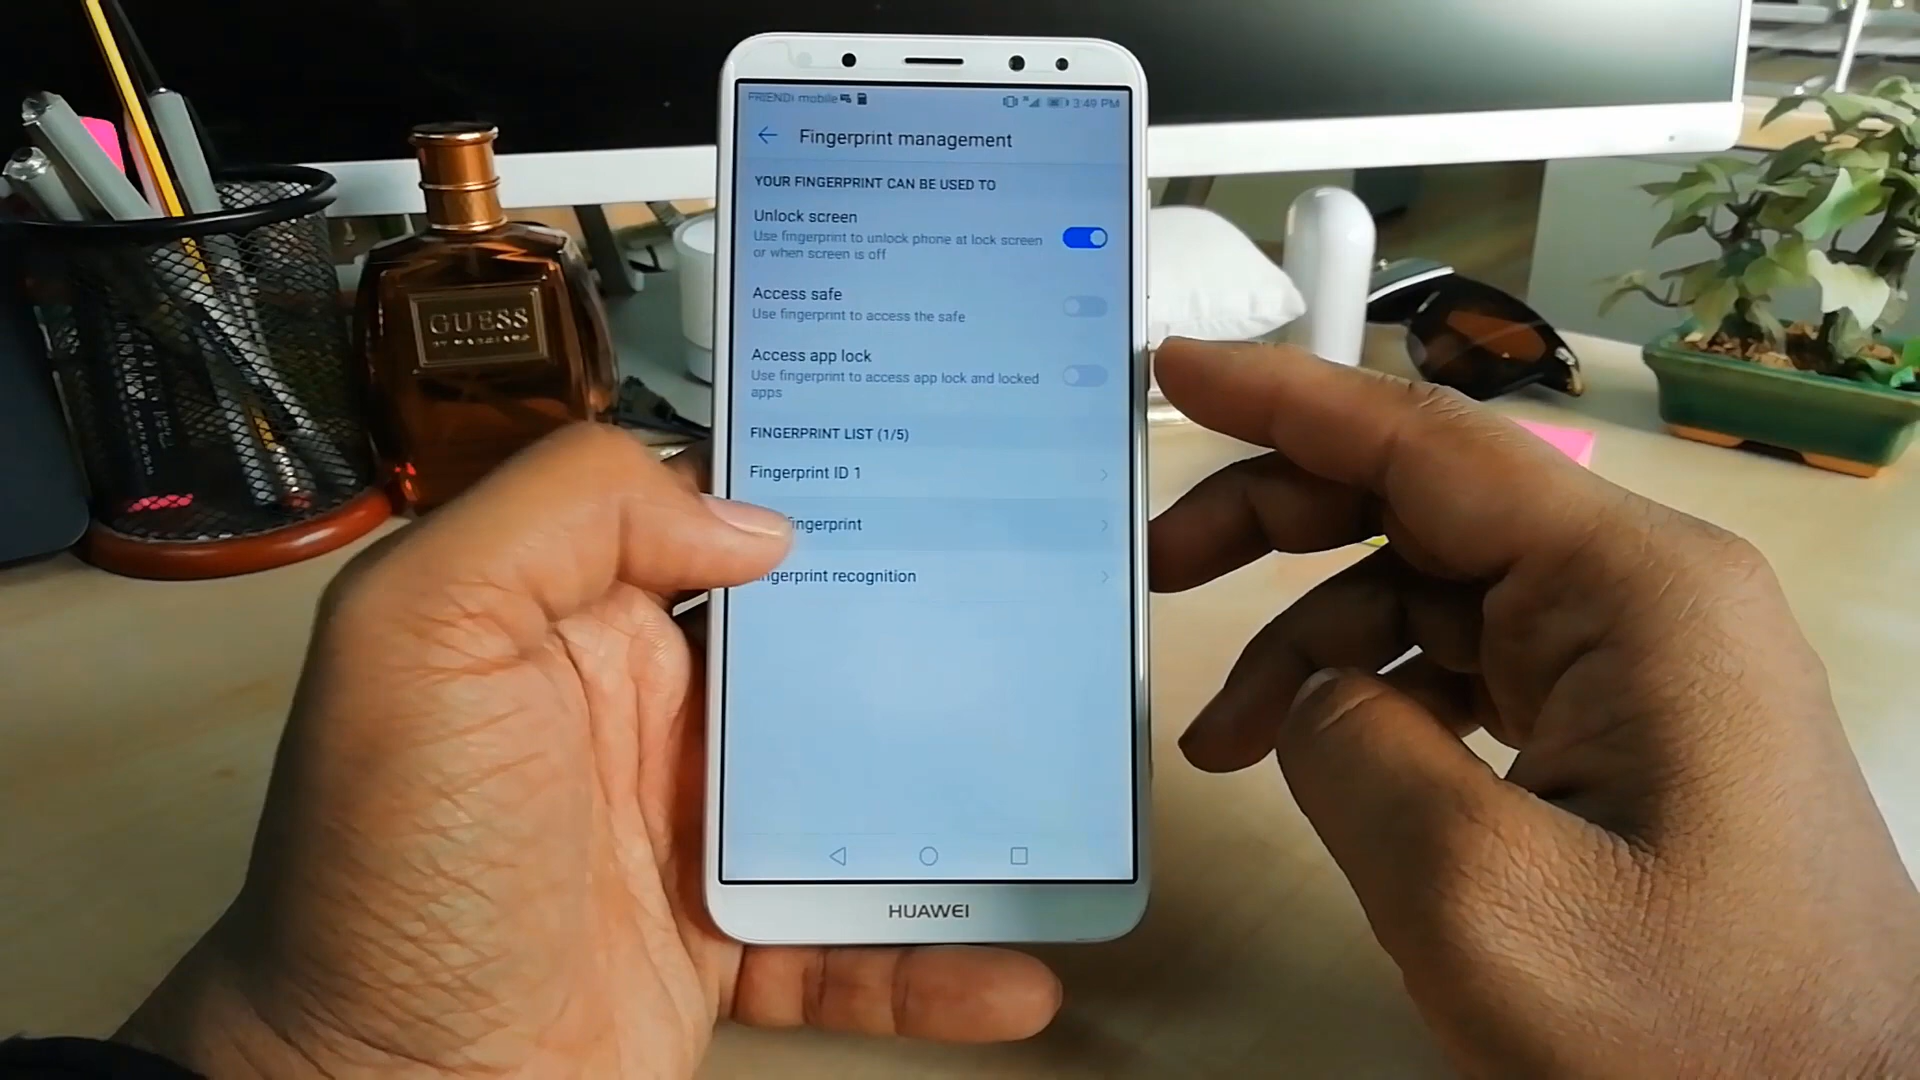 FRIENDi mobile
3:49 PM
Fingerprint management
YOUR FINGERPRINT CAN BE USED TO
Unlock screen
Use fingerprint to unlock phone at lock screen
or when screen is off
Access safe
Use fingerprint to access the safe
Access app lock
Use fingerprint to access app lock and locked
apps
FINGERPRINT LIST (1/5)
Fingerprint ID 1
fingerprint
ngerprint recognition
HUAWEI
GUESS